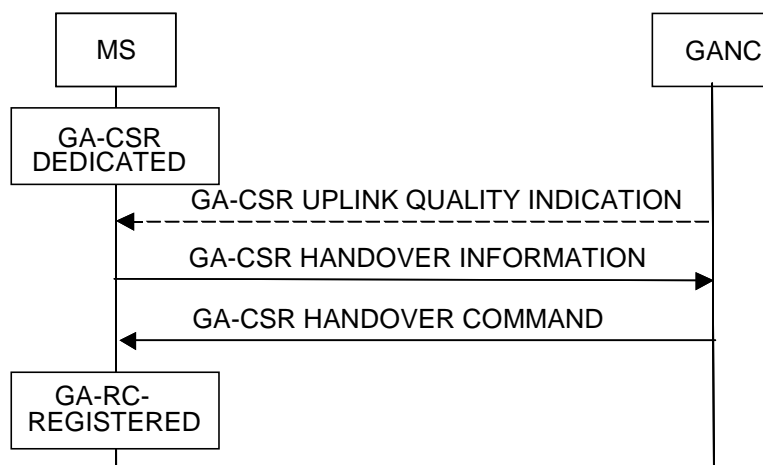 MS
GANC
GA-CSR
DEDICATED
GA-CSR UPLINK QUALITY INDICATION
GA-CSR HANDOVER INFORMATION
GA-CSR HANDOVER COMMAND
GA-RC-
REGISTERED